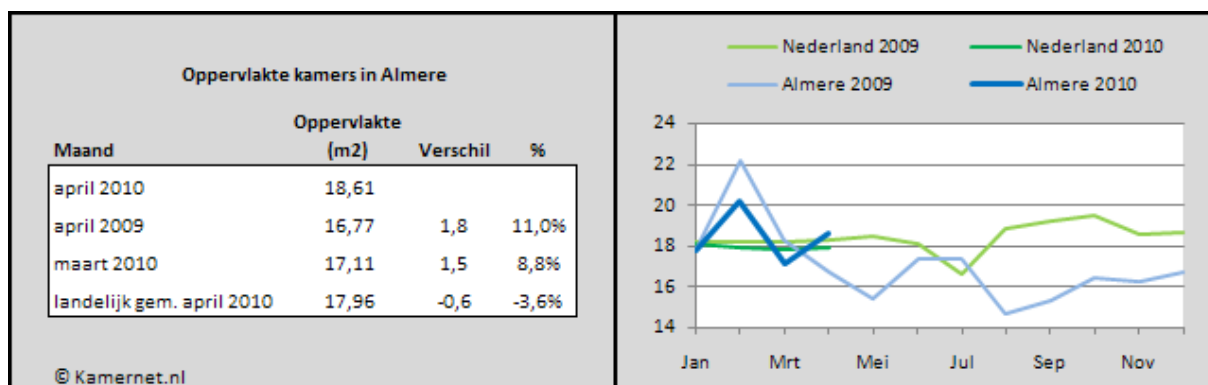 Oppervlakte kamers in Almere
Oppervlakte
Maand (m2) Verschil %
april 2010 18,61
april 2009 16,77 1,8 11,0%
maart 2010 17,11 1,5 8,8%
landelijk gem. april 2010 17,96 -0,6 -3,6%
© Kamernet.nl
Nederland 2009 Nederland 2010
Almere 2009 Almere 2010
24
22
20
18
16
14
Jan Mrt Mei Jul Sep Nov